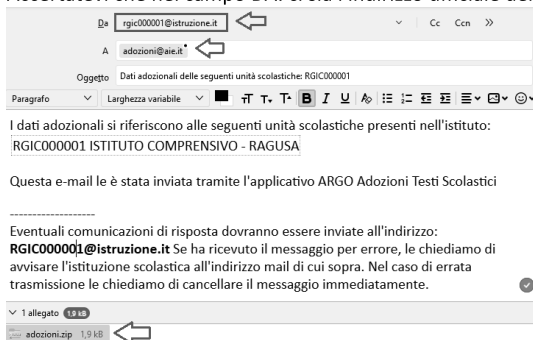 Da rgic000001@istruzione.it Cc Ccn
A adozioni@aie.it
Oggetto Dati adozionali delle seguenti unità scolastiche: RGIC000001
Paragrafo Larghezza variabile
I dati adozionali si riferiscono alle seguenti unità scolastiche presenti nell'istituto:
RGIC000001 ISTITUTO COMPRENSIVO - RAGUSA
Questa e-mail le è stata inviata tramite l'applicativo ARGO Adozioni Testi Scolastici
------------------
Eventuali comunicazioni di risposta dovranno essere inviate all'indirizzo:
RGIC000001@istruzione.it Se ha ricevuto il messaggio per errore, le chiediamo di
avvisare l'istituzione scolastica all'indirizzo mail di cui sopra. Nel caso di errata
trasmissione le chiediamo di cancellare il messaggio immediatamente.
1 allegato 1,9 kB
adozioni.zip 1,9 kB